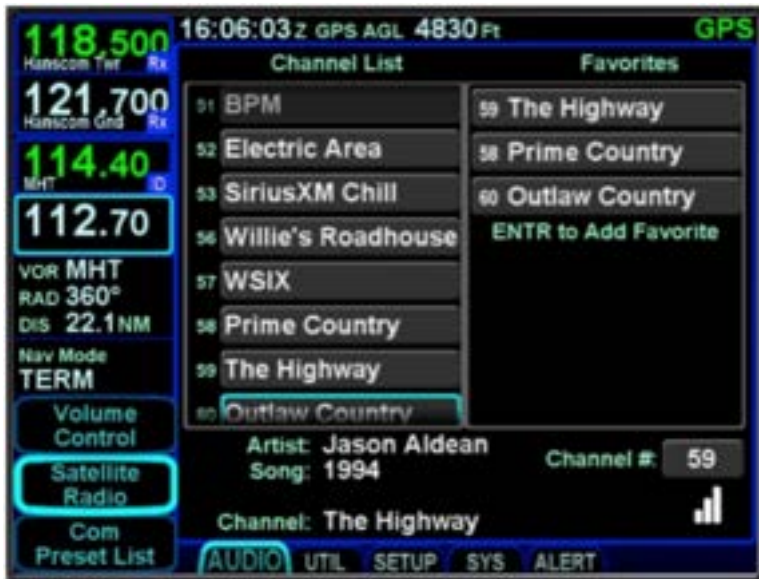 118.500
Hanscom Twr Rx
121.700
Hanscom Gnd Rx
114.40
MHT D
112.70
VOR MHT
RAD 360°
DIS 22.1NM
Nav Mode
TERM
Volume Control
Satellite Radio
Com Preset List
16:06:03 Z GPS AGL 4830 Ft GPS
Channel List
51 BPM
52 Electric Area
53 SiriusXM Chill
56 Willie's Roadhouse
57 WSIX
58 Prime Country
59 The Highway
60 Outlaw Country
Favorites
59 The Highway
58 Prime Country
60 Outlaw Country
ENTR to Add Favorite
Artist: Jason Aldean
Song: 1994
Channel #: 59
Channel: The Highway
AUDIO UTIL SETUP SYS ALERT